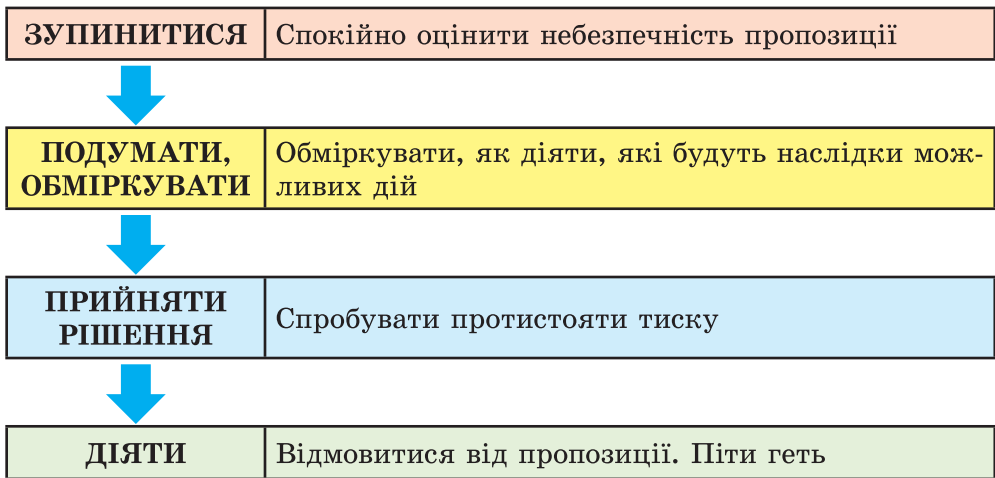 ЗУПИНИТИСЯ
Спокійно оцінити небезпечність пропозиції
ПОДУМАТИ,
ОБМІРКУВАТИ
Обміркувати, як діяти, які будуть наслідки мож-
ливих дій
ПРИЙНЯТИ
РІШЕННЯ
Спробувати протистояти тиску
ДІЯТИ
Відмовитися від пропозиції. Піти геть